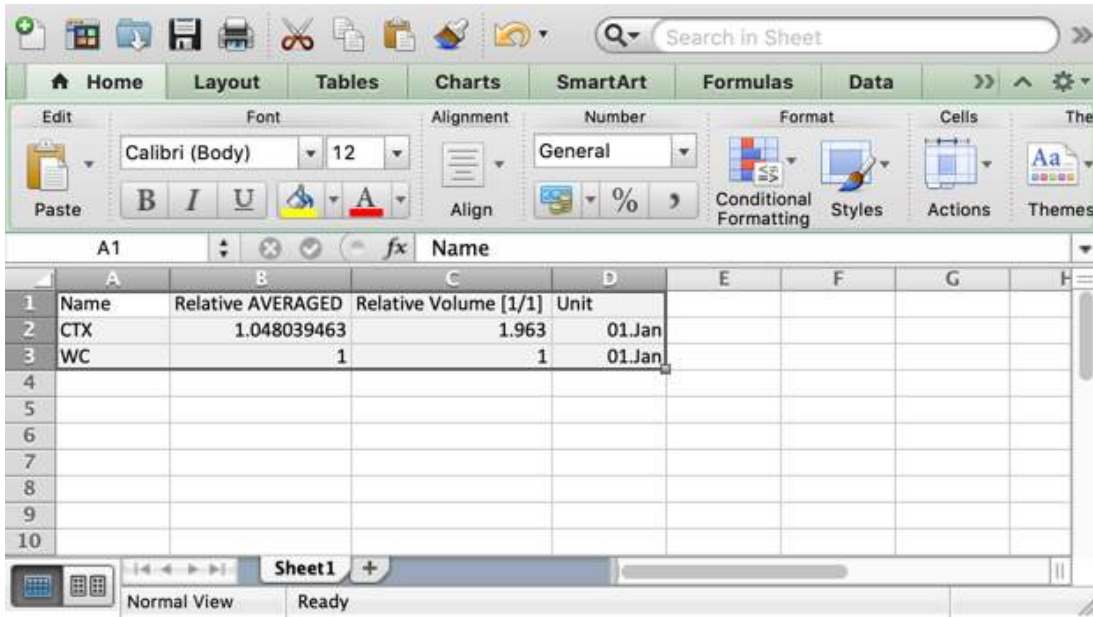 Search in Sheet
Home Layout Tables Charts SmartArt Formulas Data
Edit Font Alignment Number Format Cells The
Calibri (Body) 12 General Aa
B I U A % ,
Paste Align Conditional Formatting Styles Actions Themes
A1 fx Name
A B C D E F G H
1 Name Relative AVERAGED Relative Volume [1/1] Unit
2 CTX 1.048039463 1.963 01.Jan
3 WC 1 1 01.Jan
4
5
6
7
8
9
10
Sheet1 +
Normal View Ready